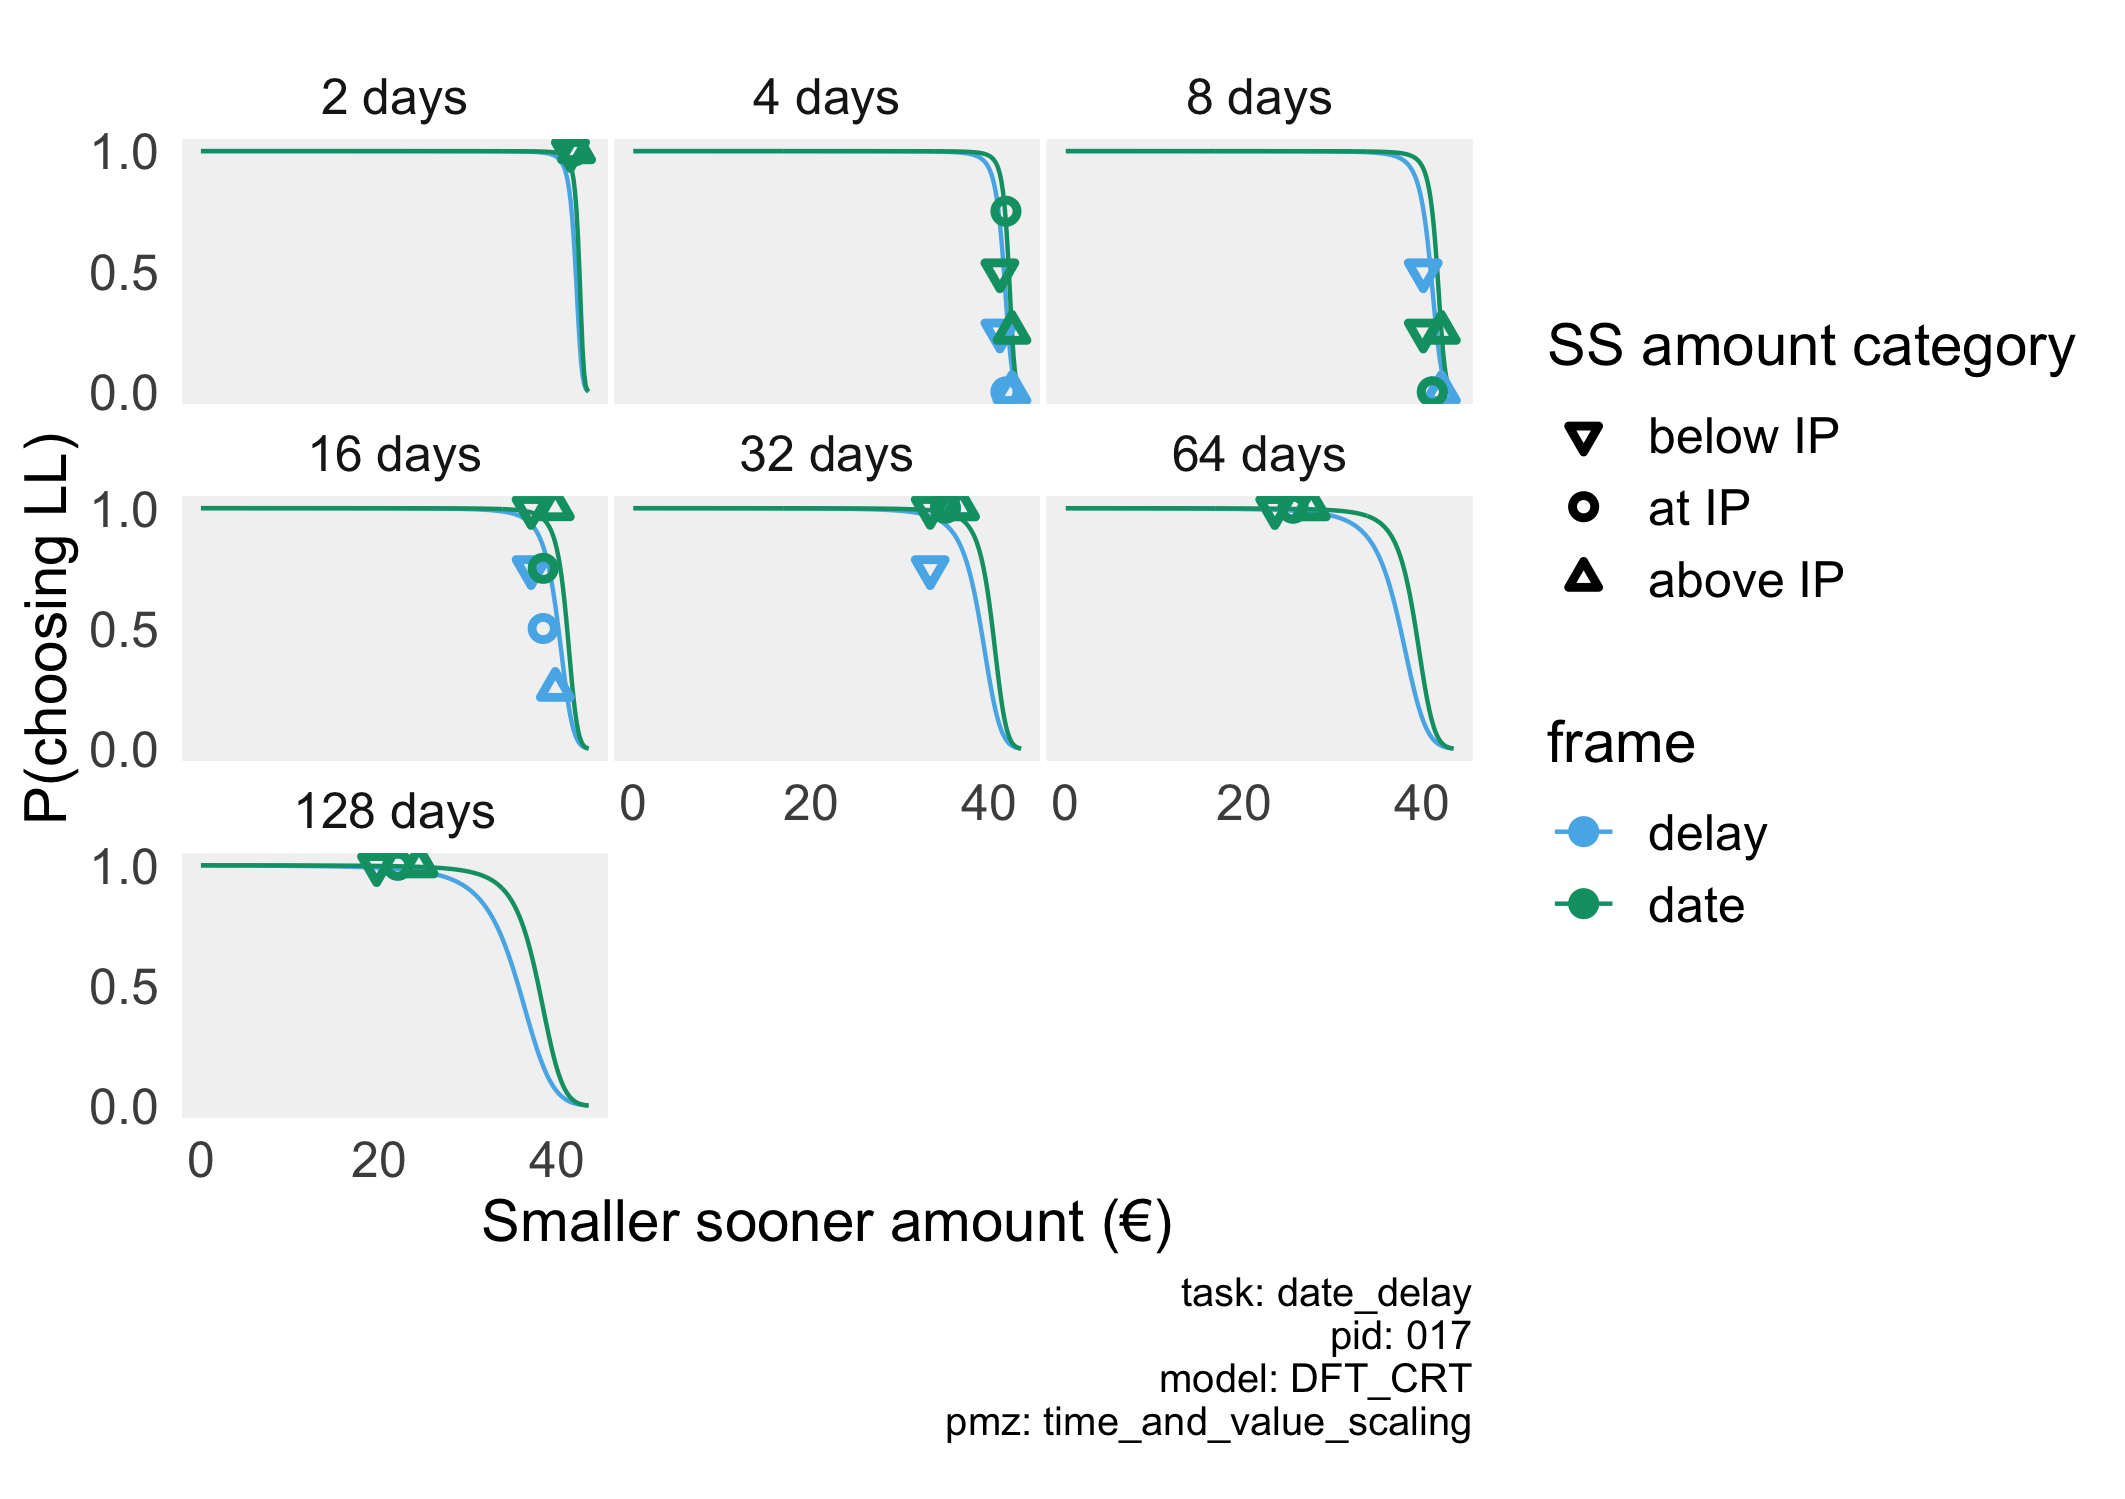 2 days
4 days
8 days
1.0
0.5
0.0
16 days
32 days
64 days
1.0
0.5
0.0
0
20
40
0
20
40
128 days
1.0
0.5
0.0
0
20
40
P(choosing LL)
Smaller sooner amount (€)
SS amount category
below IP
at IP
above IP
frame
delay
date
task: date_delay
pid: 017
model: DFT_CRT
pmz: time_and_value_scaling